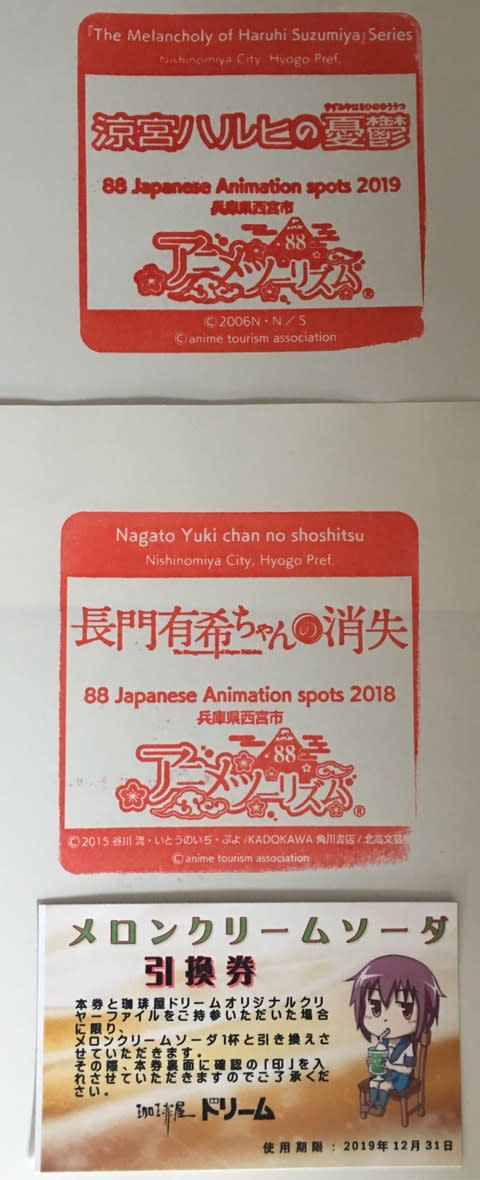 『The Melancholy of Haruhi Suzumiya』Series
Nishinomiya City, Hyogo Pref.
すずみやはるひのゆううつ
涼宮ハルヒの憂鬱
88 Japanese Animation spots 2019
兵庫県西宮市
88
アニメツーリズム®
©2006N・N/S
©anime tourism association
Nagato Yuki chan no shoshitsu
Nishinomiya City, Hyogo Pref.
長門有希ちゃんの消失
88 Japanese Animation spots 2018
兵庫県西宮市
88
アニメツーリズム®
©2015 谷川 流・いとうのいぢ・ぷよ/KADOKAWA 角川書店/北高文芸
©anime tourism association
メロンクリームソーダ
引換券
本券と珈琲屋ドリームオリジナルクリ
ヤーファイルをご持参いただいた場合
に限り、
メロンクリームソーダ1杯と引き換えさ
せていただきます。
その際、本券裏面に確認の「印」を入
れさせていただきますのでご了承くだ
さい。
珈琲屋 ドリーム
使用期限:2019年12月31日